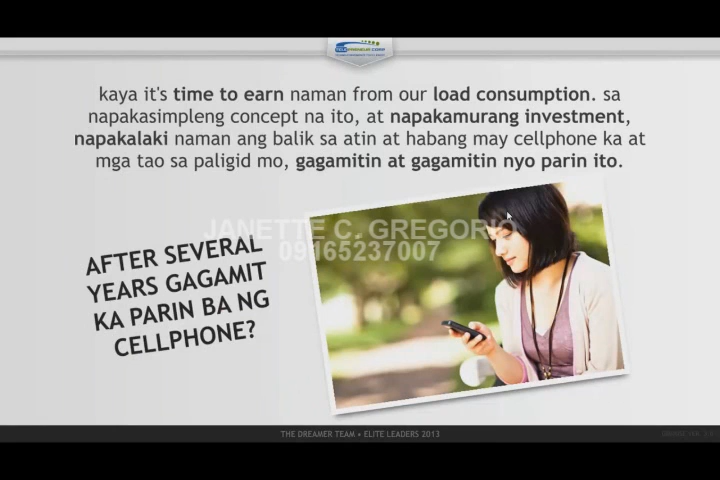 kaya it's time to earn naman from our load consumption. sa
napakasimpleng concept na ito, at napakamurang investment,
napakalaki naman ang balik sa atin at habang may cellphone ka at
mga tao sa paligid mo, gagamitin at gagamitin nyo parin ito.
JANETTE C. GREGORIO
09165237007
AFTER SEVERAL
YEARS GAGAMIT
KA PARIN BA NG
CELLPHONE?
THE DREAMER TEAM • ELITE LEADERS 2013